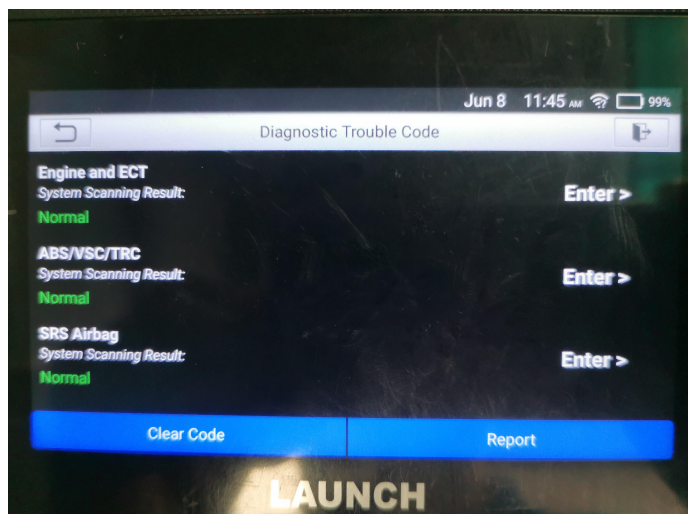 Jun 8 11:45 AM 99%
Diagnostic Trouble Code
Engine and ECT
System Scanning Result:
Enter >
Normal
ABS/VSC/TRC
System Scanning Result:
Enter >
Normal
SRS Airbag
System Scanning Result:
Enter >
Normal
Clear Code Report
LAUNCH